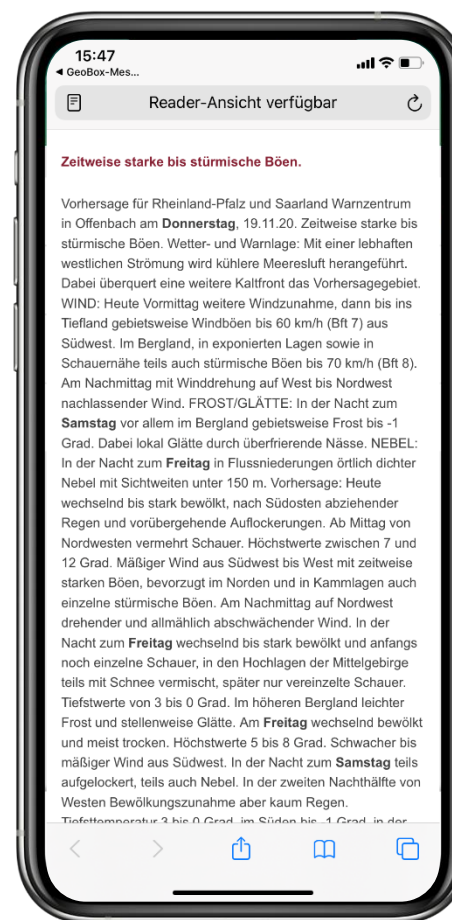 15:47
◀ GeoBox-Mes...
Reader-Ansicht verfügbar
Zeitweise starke bis stürmische Böen.
Vorhersage für Rheinland-Pfalz und Saarland Warnzentrum
in Offenbach am Donnerstag, 19.11.20. Zeitweise starke bis
stürmische Böen. Wetter- und Warnlage: Mit einer lebhaften
westlichen Strömung wird kühlere Meeresluft herangeführt.
Dabei überquert eine weitere Kaltfront das Vorhersagegebiet.
WIND: Heute Vormittag weitere Windzunahme, dann bis ins
Tiefland gebietsweise Windböen bis 60 km/h (Bft 7) aus
Südwest. Im Bergland, in exponierten Lagen sowie in
Schauernähe teils auch stürmische Böen bis 70 km/h (Bft 8).
Am Nachmittag mit Winddrehung auf West bis Nordwest
nachlassender Wind. FROST/GLÄTTE: In der Nacht zum
Samstag vor allem im Bergland gebietsweise Frost bis -1
Grad. Dabei lokal Glätte durch überfrierende Nässe. NEBEL:
In der Nacht zum Freitag in Flussniederungen örtlich dichter
Nebel mit Sichtweiten unter 150 m. Vorhersage: Heute
wechselnd bis stark bewölkt, nach Südosten abziehender
Regen und vorübergehende Auflockerungen. Ab Mittag von
Nordwesten vermehrt Schauer. Höchstwerte zwischen 7 und
12 Grad. Mäßiger Wind aus Südwest bis West mit zeitweise
starken Böen, bevorzugt im Norden und in Kammlagen auch
einzelne stürmische Böen. Am Nachmittag auf Nordwest
drehender und allmählich abschwächender Wind. In der
Nacht zum Freitag wechselnd bis stark bewölkt und anfangs
noch einzelne Schauer, in den Hochlagen der Mittelgebirge
teils mit Schnee vermischt, später nur vereinzelte Schauer.
Tiefstwerte von 3 bis 0 Grad. Im höheren Bergland leichter
Frost und stellenweise Glätte. Am Freitag wechselnd bewölkt
und meist trocken. Höchstwerte 5 bis 8 Grad. Schwacher bis
mäßiger Wind aus Südwest. In der Nacht zum Samstag teils
aufgelockert, teils auch Nebel. In der zweiten Nachthälfte von
Westen Bewölkungszunahme aber kaum Regen.
Tiefsttemperatur 3 bis 0 Grad, im Süden bis -1 Grad, in der